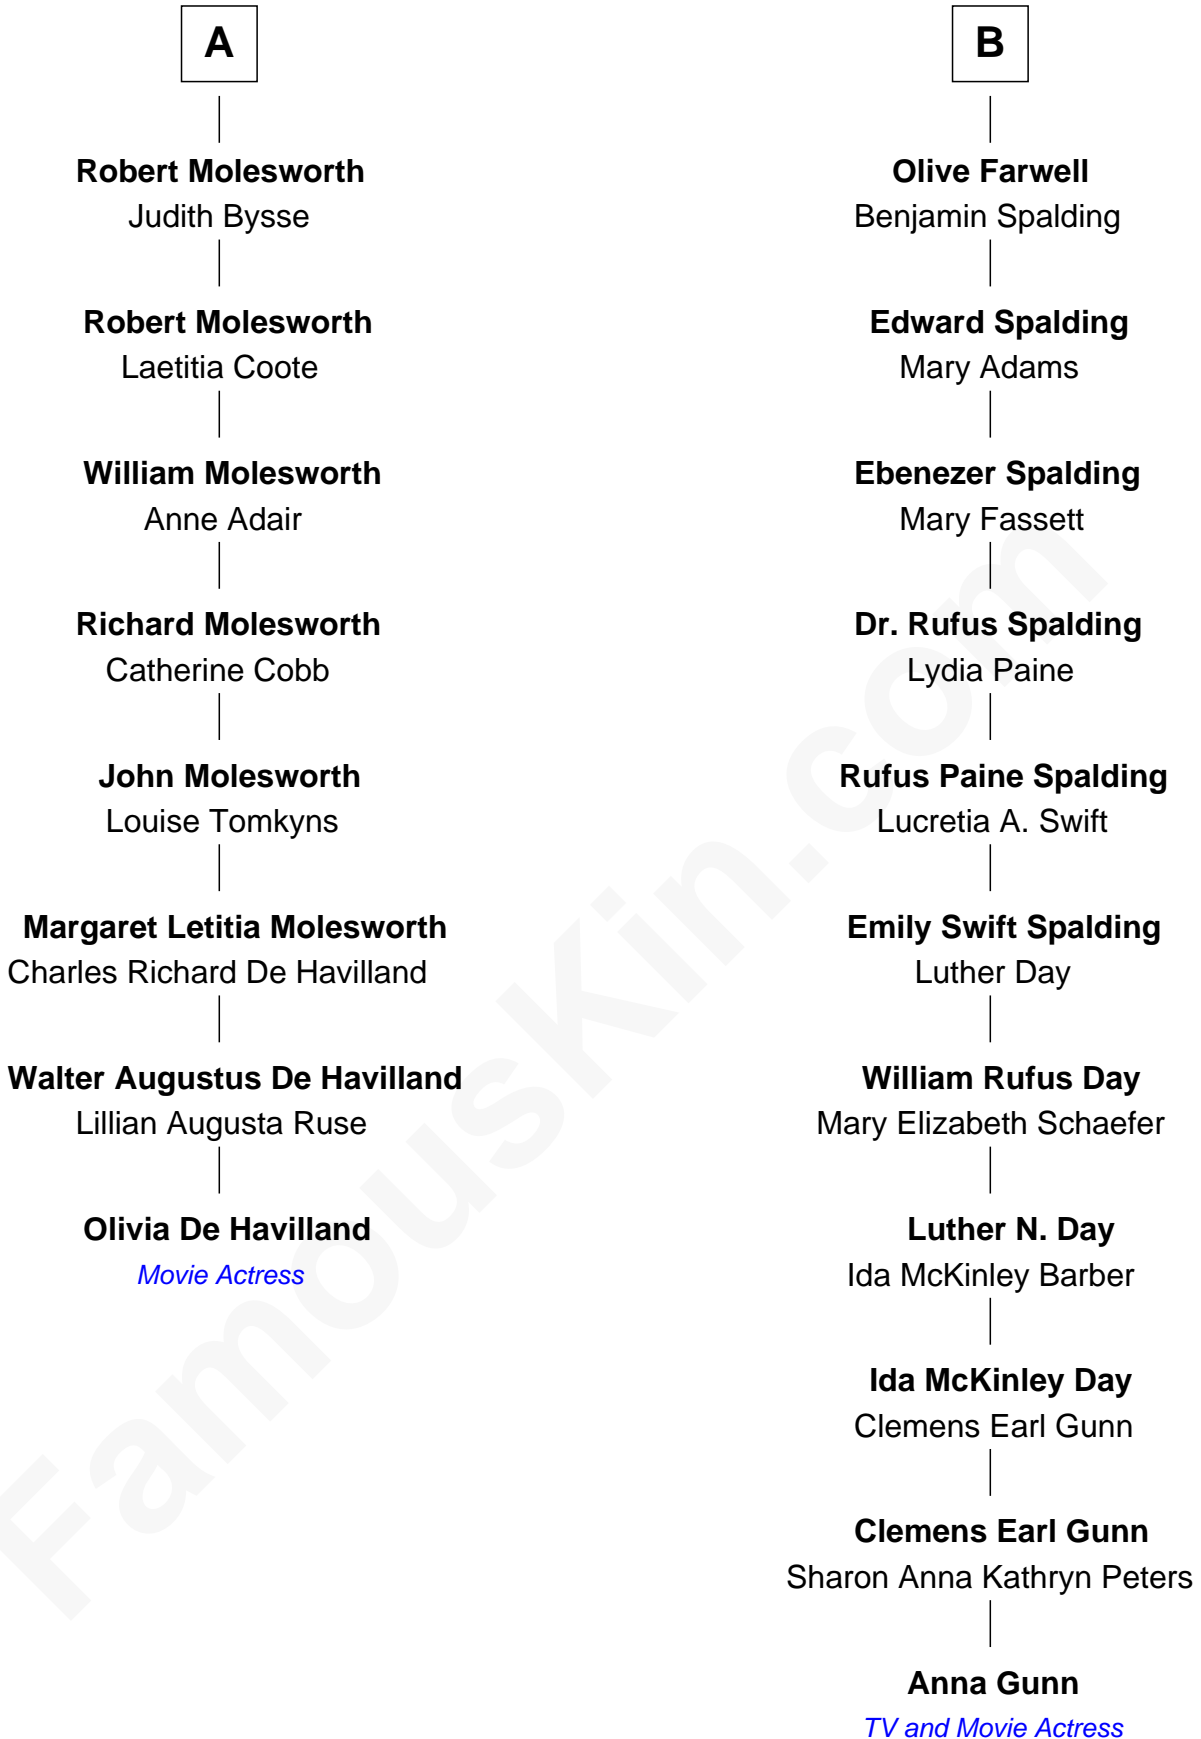 A
Robert Molesworth
Judith Bysse
Robert Molesworth
Laetitia Coote
William Molesworth
Anne Adair
Richard Molesworth
Catherine Cobb
John Molesworth
Louise Tomkyns
Margaret Letitia Molesworth
Charles Richard De Havilland
Walter Augustus De Havilland
Lillian Augusta Ruse
Olivia De Havilland
Movie Actress
B
Olive Farwell
Benjamin Spalding
Edward Spalding
Mary Adams
Ebenezer Spalding
Mary Fassett
Dr. Rufus Spalding
Lydia Paine
Rufus Paine Spalding
Lucretia A. Swift
Emily Swift Spalding
Luther Day
William Rufus Day
Mary Elizabeth Schaefer
Luther N. Day
Ida McKinley Barber
Ida McKinley Day
Clemens Earl Gunn
Clemens Earl Gunn
Sharon Anna Kathryn Peters
Anna Gunn
TV and Movie Actress
FamousKin.com